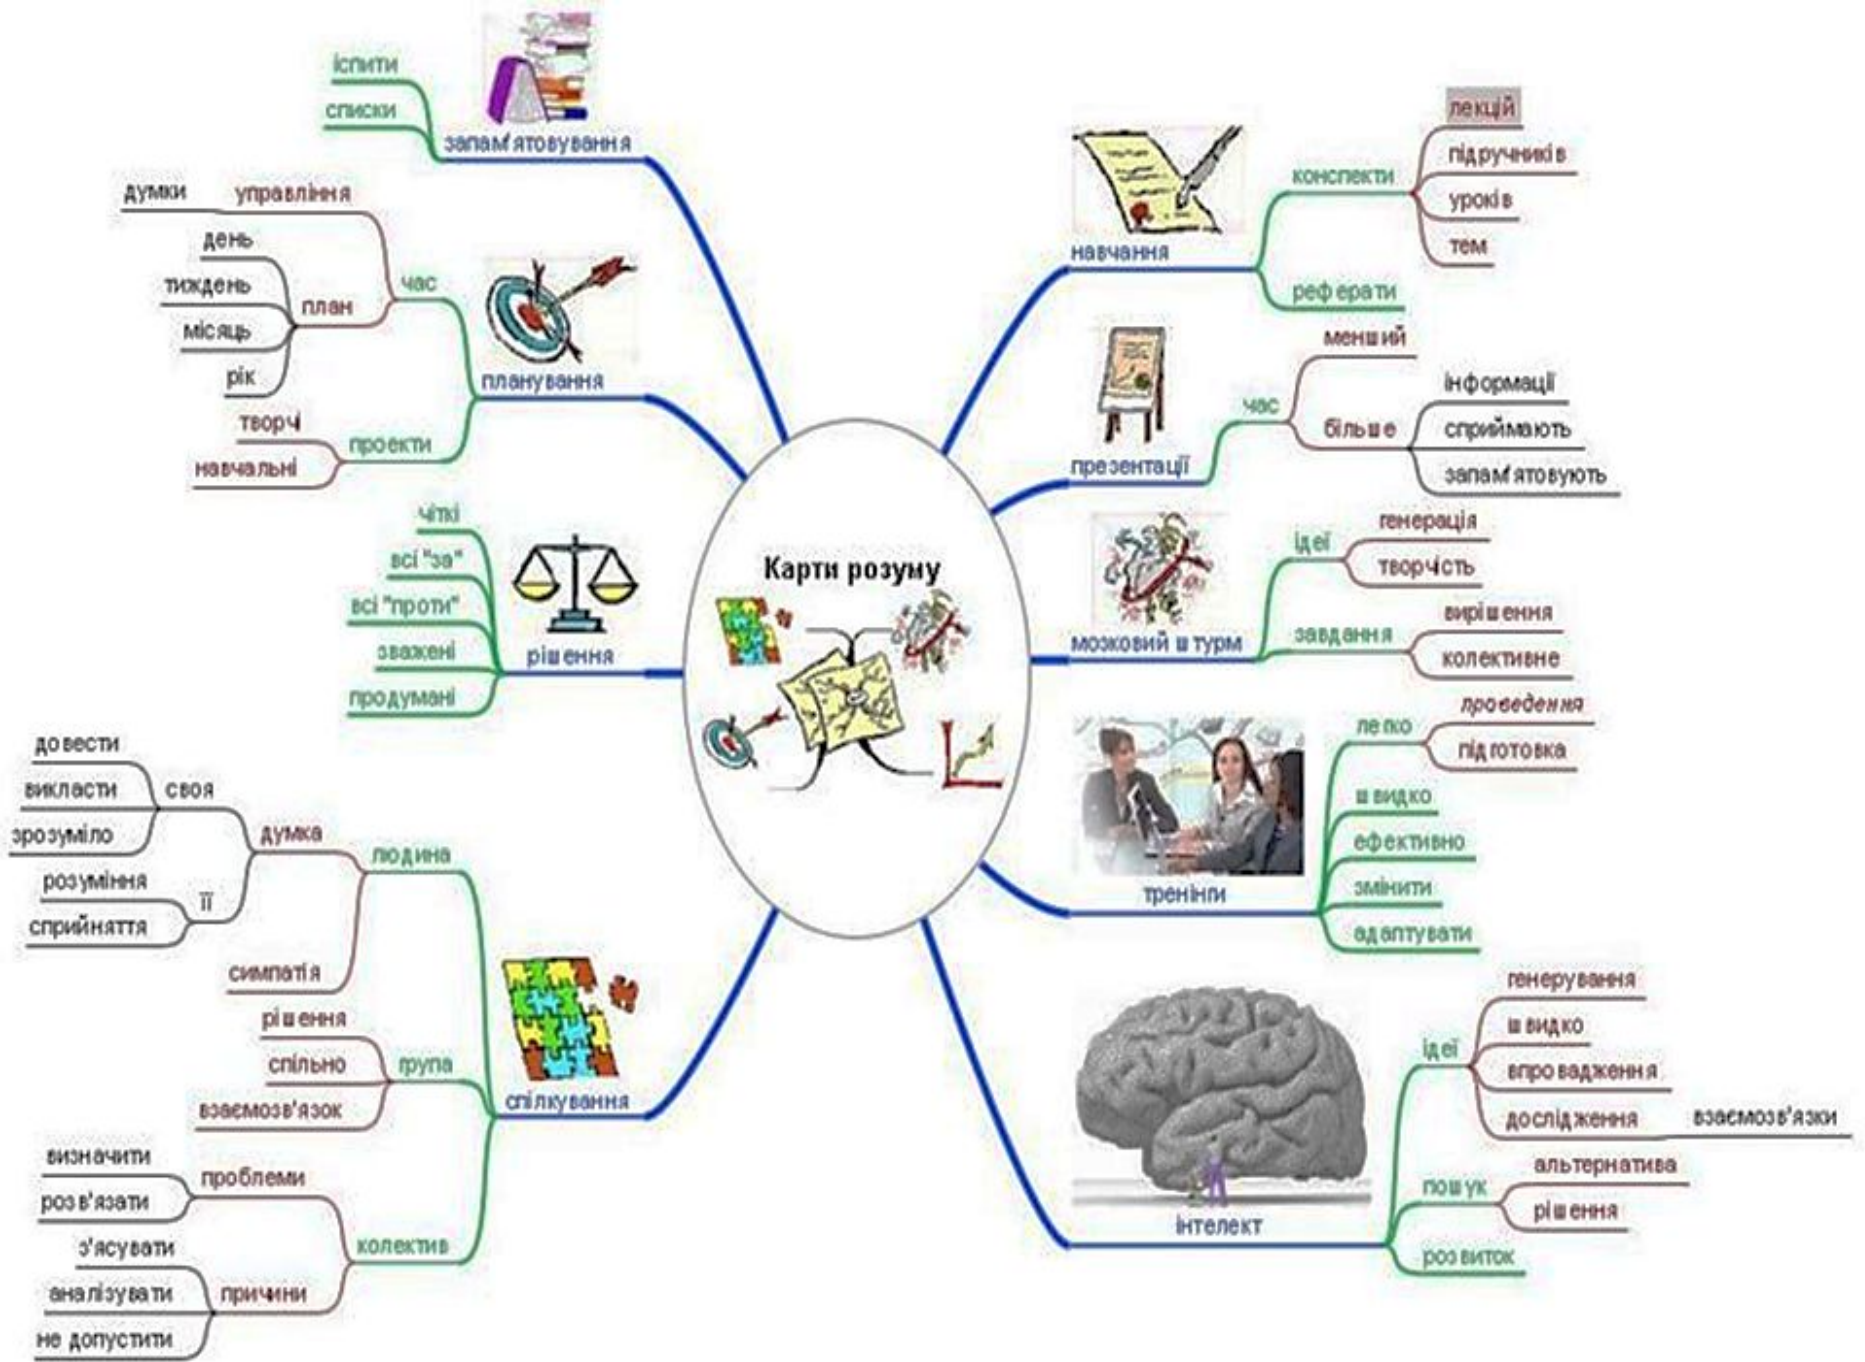 Карти розуму
запам'ятовування
іспити
списки
планування
час
управління
думки
план
день
тиждень
місяць
рік
проекти
творчі
навчальні
рішення
чіткі
всі "за"
всі "проти"
зважені
продумані
спілкування
людина
думка
своя
довести
викласти
зрозуміло
її
розуміння
сприйняття
симпатія
група
рішення
спільно
взаємозв'язок
колектив
проблеми
визначити
розв'язати
причини
з'ясувати
аналізувати
не допустити
навчання
конспекти
лекцій
підручників
уроків
тем
реферати
презентації
час
менший
більше
інформації
сприймають
запам'ятовують
мозковий штурм
ідеї
генерація
творчість
завдання
вирішення
колективне
тренінги
легко
проведення
підготовка
швидко
ефективно
змінити
адаптувати
інтелект
ідеї
генерування
швидко
впровадження
дослідження
взаємозв'язки
пошук
альтернатива
рішення
розвиток